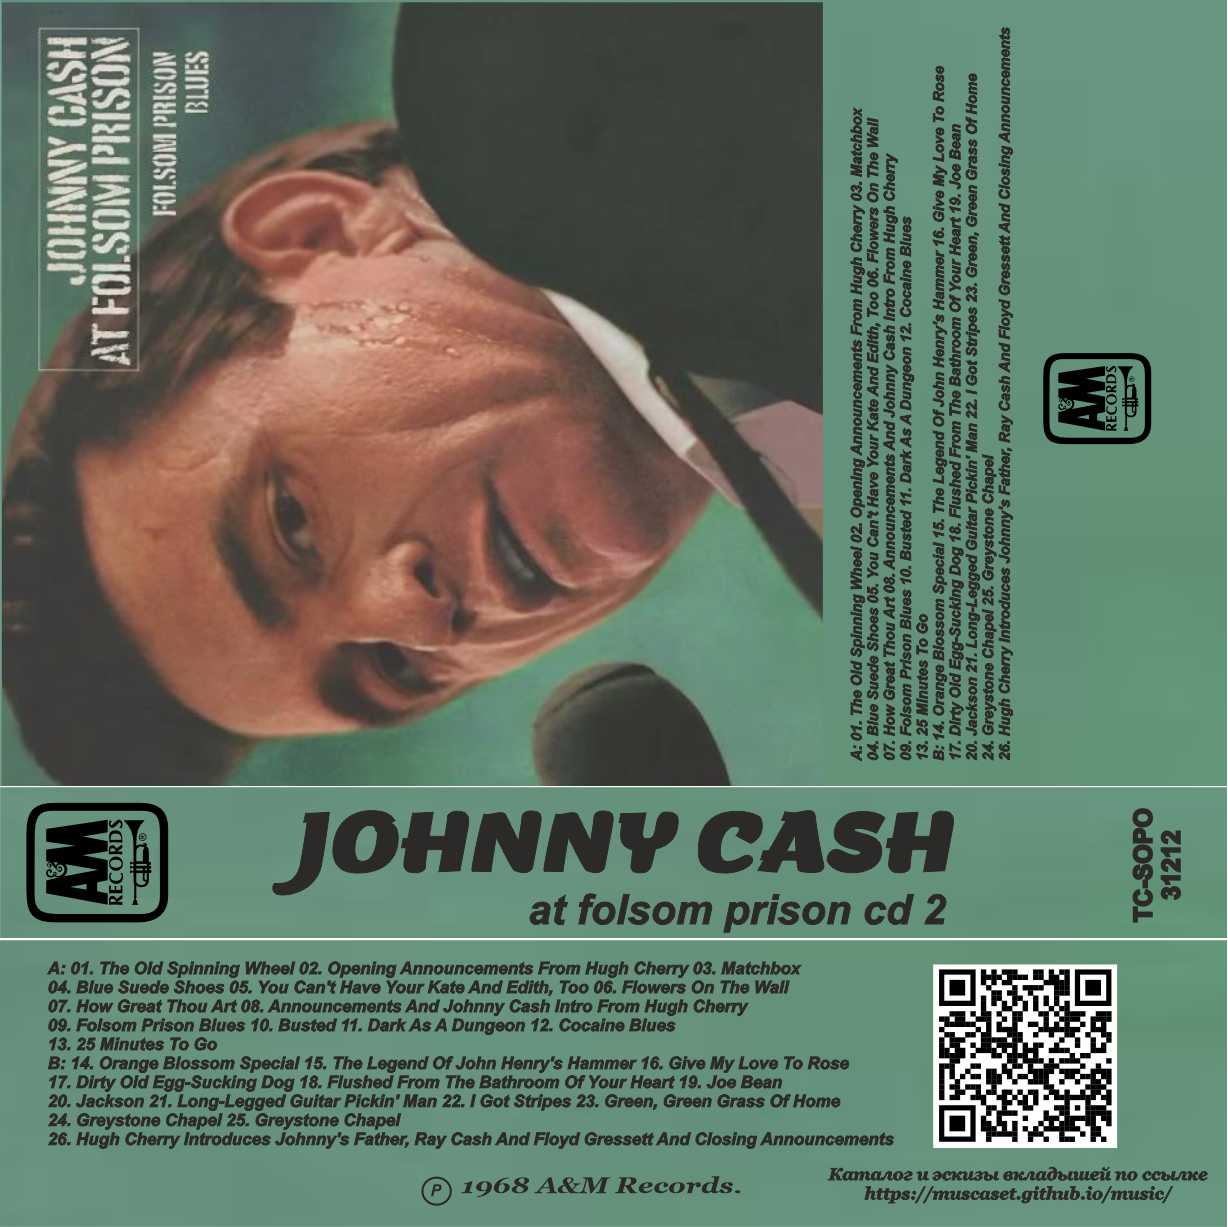 JOHNNY CASH
AT FOLSOM PRISON
FOLSOM PRISON
BLUES
A: 01. The Old Spinning Wheel 02. Opening Announcements From Hugh Cherry 03. Matchbox
04. Blue Suede Shoes 05. You Can't Have Your Kate And Edith, Too 06. Flowers On The Wall
07. How Great Thou Art 08. Announcements And Johnny Cash Intro From Hugh Cherry
09. Folsom Prison Blues 10. Busted 11. Dark As A Dungeon 12. Cocaine Blues
13. 25 Minutes To Go
B: 14. Orange Blossom Special 15. The Legend Of John Henry's Hammer 16. Give My Love To Rose
17. Dirty Old Egg-Sucking Dog 18. Flushed From The Bathroom Of Your Heart 19. Joe Bean
20. Jackson 21. Long-Legged Guitar Pickin' Man 22. I Got Stripes 23. Green, Green Grass Of Home
24. Greystone Chapel 25. Greystone Chapel
26. Hugh Cherry Introduces Johnny's Father, Ray Cash And Floyd Gressett And Closing Announcements
A&M
RECORDS
A&M
RECORDS ®
JOHNNY CASH
at folsom prison cd 2
TC-SOPO
31212
A: 01. The Old Spinning Wheel 02. Opening Announcements From Hugh Cherry 03. Matchbox
04. Blue Suede Shoes 05. You Can't Have Your Kate And Edith, Too 06. Flowers On The Wall
07. How Great Thou Art 08. Announcements And Johnny Cash Intro From Hugh Cherry
09. Folsom Prison Blues 10. Busted 11. Dark As A Dungeon 12. Cocaine Blues
13. 25 Minutes To Go
B: 14. Orange Blossom Special 15. The Legend Of John Henry's Hammer 16. Give My Love To Rose
17. Dirty Old Egg-Sucking Dog 18. Flushed From The Bathroom Of Your Heart 19. Joe Bean
20. Jackson 21. Long-Legged Guitar Pickin' Man 22. I Got Stripes 23. Green, Green Grass Of Home
24. Greystone Chapel 25. Greystone Chapel
26. Hugh Cherry Introduces Johnny's Father, Ray Cash And Floyd Gressett And Closing Announcements
℗ 1968 A&M Records.
Каталог и эскизы вкладышей по ссылке
https://muscaset.github.io/music/